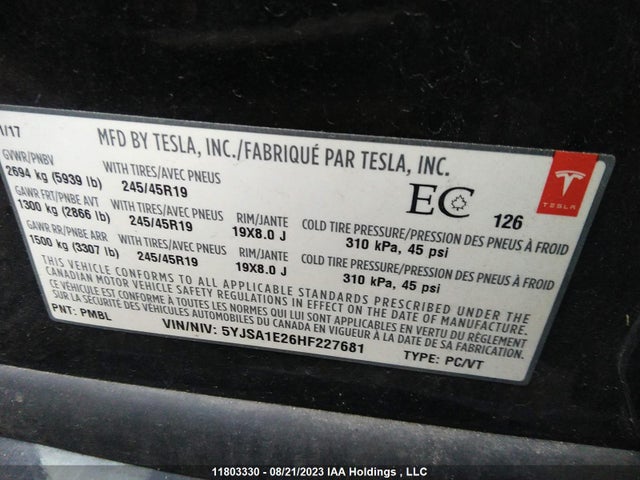 1/17
MFD BY TESLA, INC./FABRIQUÉ PAR TESLA, INC.
GVWR/PNBV
2694 kg (5939 lb)
WITH TIRES/AVEC PNEUS
245/45R19
EC 126
TESLA
GAWR FRT/PNBE AVT
1300 kg (2866 lb)
WITH TIRES/AVEC PNEUS
245/45R19
RIM/JANTE
19X8.0 J
COLD TIRE PRESSURE/PRESSION DES PNEUS À FROID
310 kPa, 45 psi
GAWR RR/PNBE ARR
1500 kg (3307 lb)
WITH TIRES/AVEC PNEUS
245/45R19
RIM/JANTE
19X8.0 J
COLD TIRE PRESSURE/PRESSION DES PNEUS À FROID
310 kPa, 45 psi
THIS VEHICLE CONFORMS TO ALL APPLICABLE STANDARDS PRESCRIBED UNDER THE
CANADIAN MOTOR VEHICLE SAFETY REGULATIONS IN EFFECT ON THE DATE OF MANUFACTURE.
CE VÉHICULE EST CONFORME À TOUTES LES NORMES QUI LUI SONT APPLICABLES EN VERTU DU RÈGLEMENT
SUR LA SÉCURITÉ DES VÉHICULES AUTOMOBILES DU CANADA EN VIGUEUR À LA DATE DE SA FABRICATION.
PNT: PMBL
VIN/NIV: 5YJSA1E26HF227681
TYPE: PC/VT
11803330 - 08/21/2023 IAA Holdings , LLC